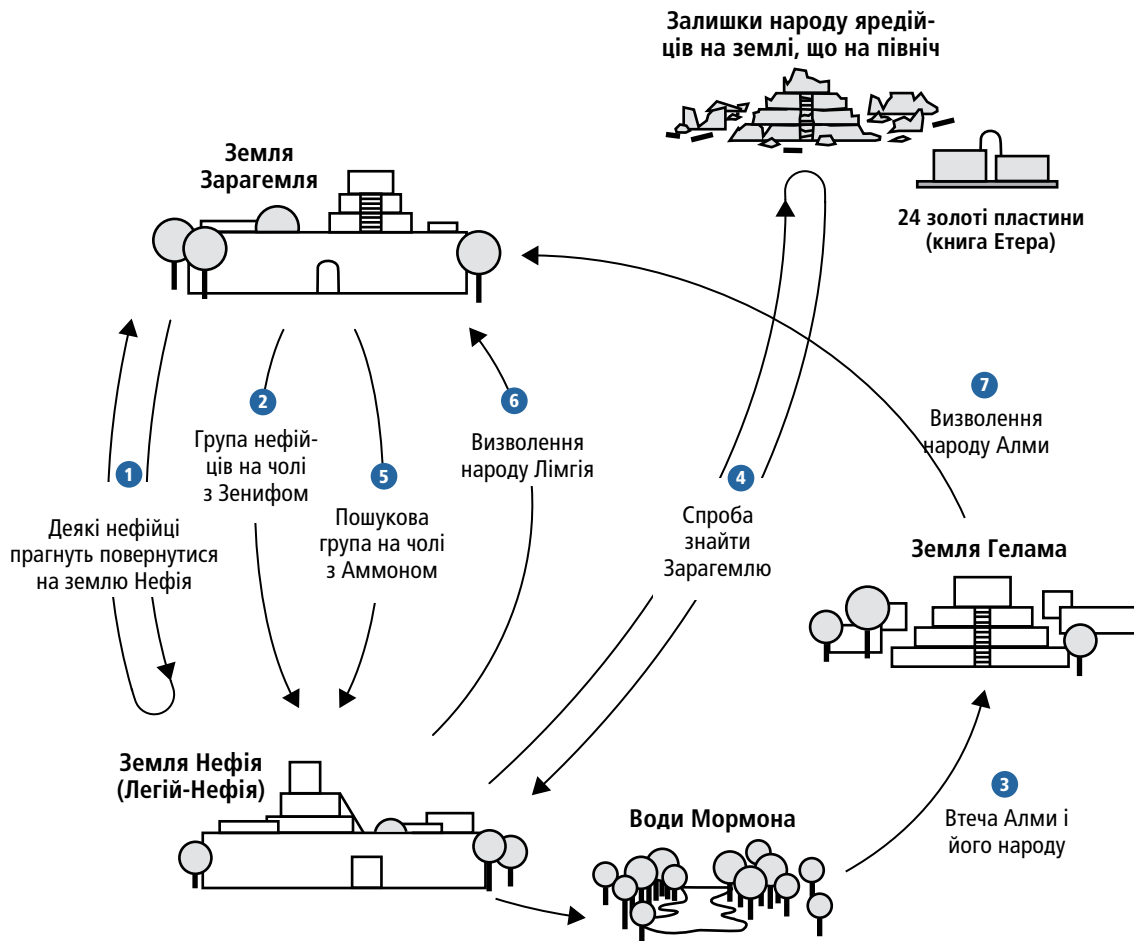 Залишки народу яредій-
ців на землі, що на північ
24 золоті пластини
(книга Етера)
Земля
Зарагемля
1
Деякі нефійці
прагнуть повернутися
на землю Нефія
2
Група нефій-
ців на чолі
з Зенифом
5
Пошукова
група на чолі
з Аммоном
6
Визволення
народу Лімгія
4
Спроба
знайти
Зарагемлю
7
Визволення
народу Алми
Земля Гелама
Земля Нефія
(Легій-Нефія)
Води Мормона
3
Втеча Алми і
його народу